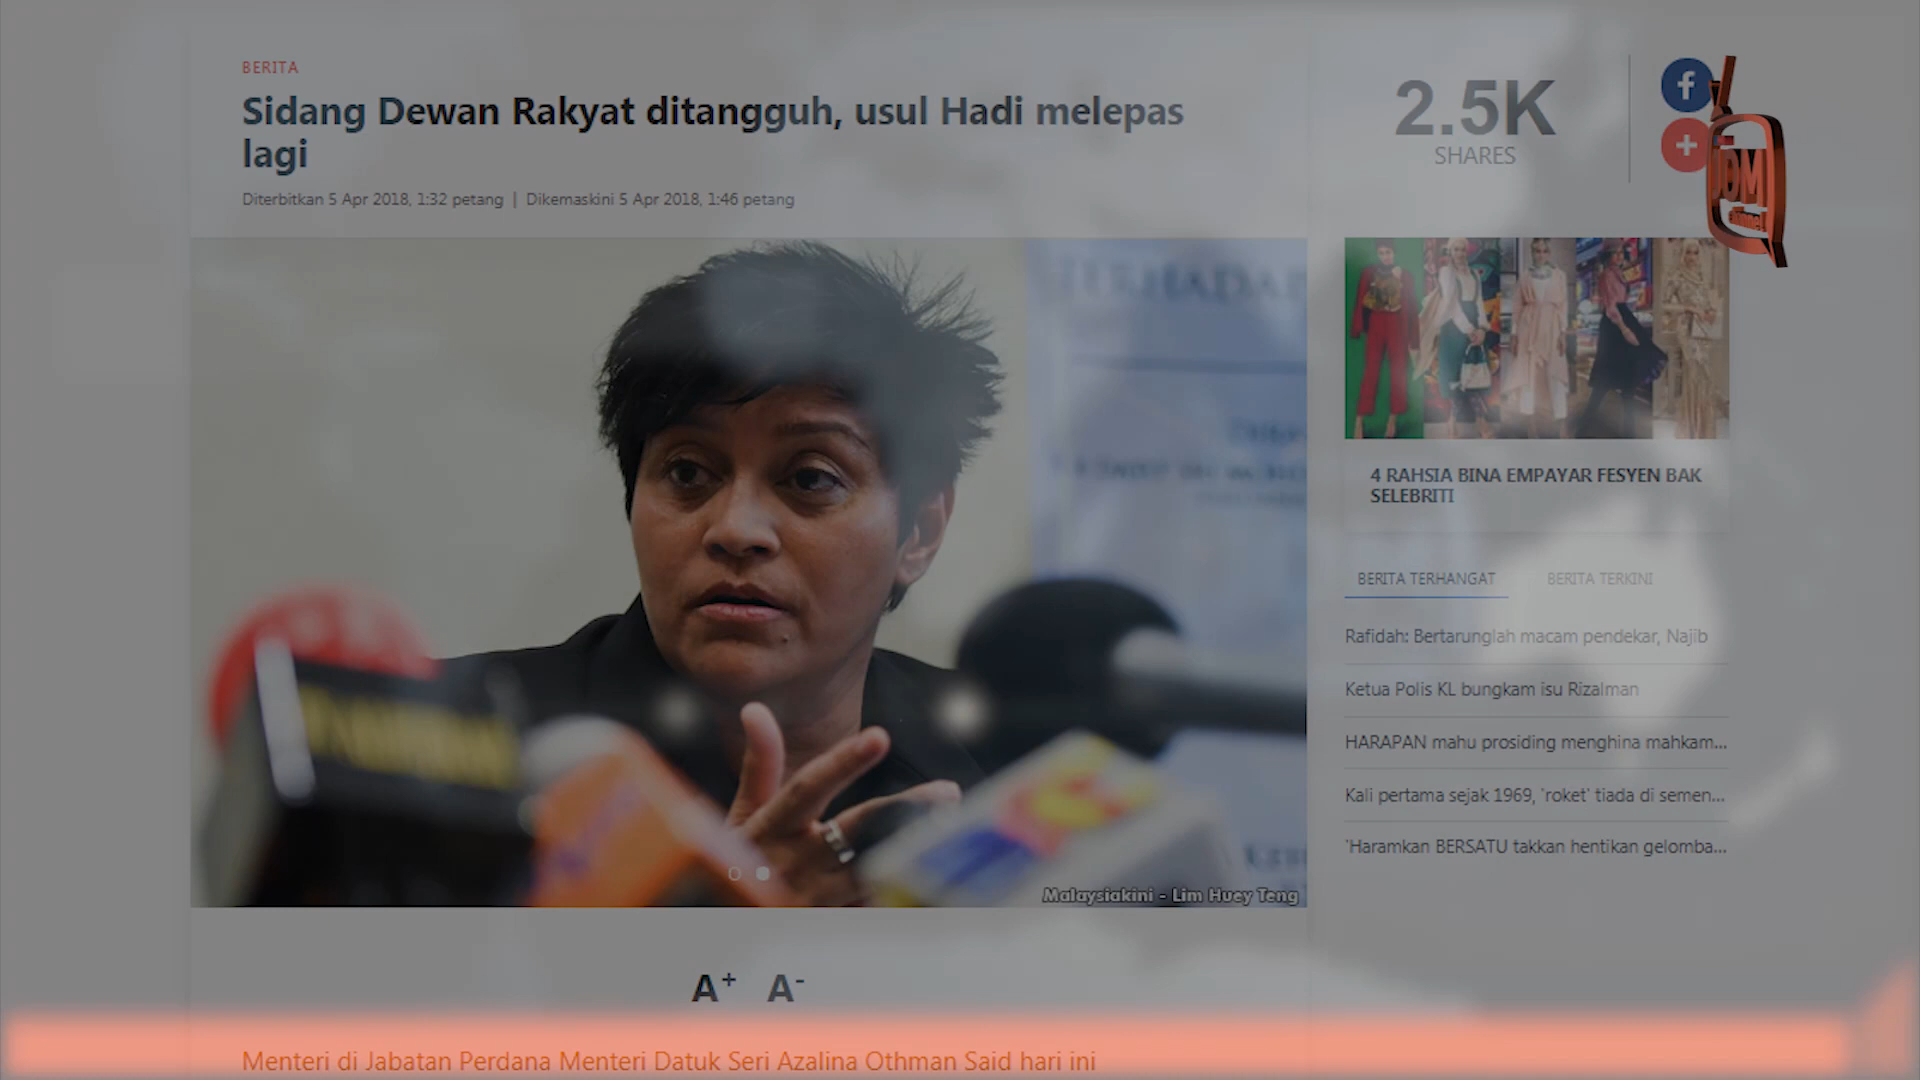 BERITA
Sidang Dewan Rakyat ditangguh, usul Hadi melepas
lagi
Diterbitkan 5 Apr 2018, 1:32 petang | Dikemaskini 5 Apr 2018, 1:46 petang
2.5K
SHARES
4 RAHSIA BINA EMPAYAR FESYEN BAK
SELEBRITI
BERITA TERHANGAT BERITA TERKINI
Rafidah: Bertarunglah macam pendekar, Najib
Ketua Polis KL bungkam isu Rizalman
HARAPAN mahu prosiding menghina mahkam...
Kali pertama sejak 1969, 'roket' tiada di semen...
'Haramkan BERSATU takkan hentikan gelomba...
Malaysiakini - Lim Huey Teng
A+ A-
Menteri di Jabatan Perdana Menteri Datuk Seri Azalina Othman Said hari ini